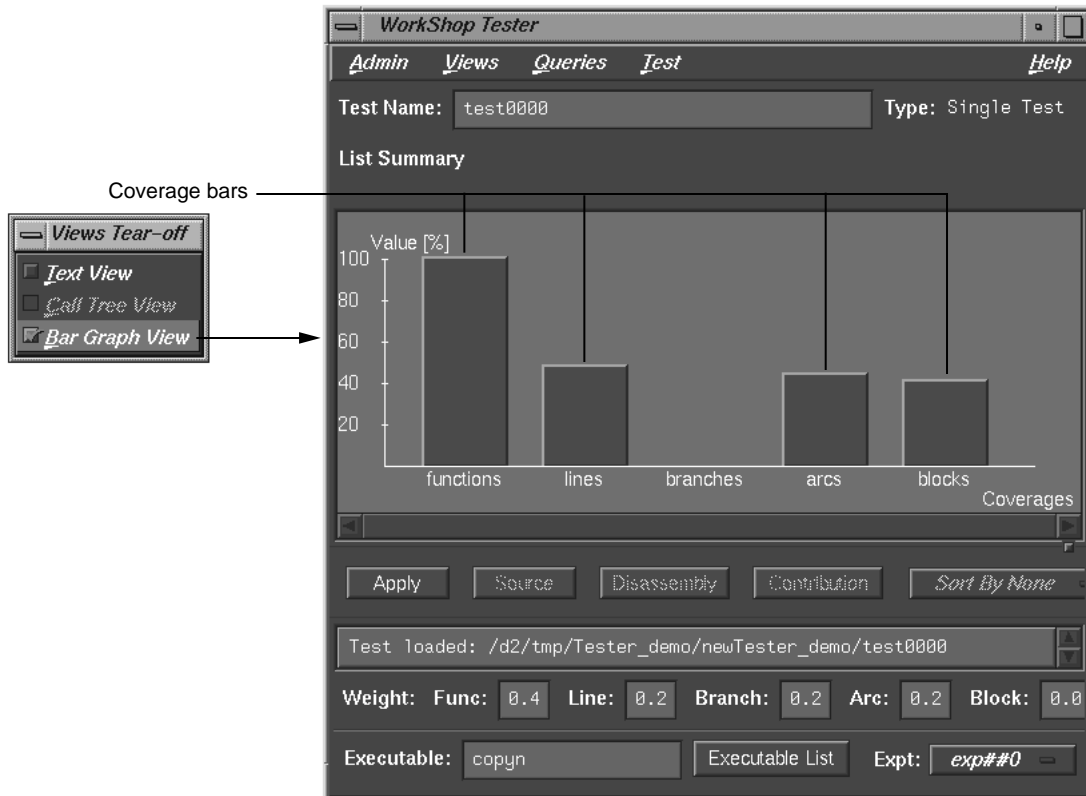 WorkShop Tester
Admin Views Queries Test Help
Test Name: test0000 Type: Single Test
List Summary
Coverage bars
Views Tear-off
Text View
Call Tree View
Bar Graph View
Value [%]
100
80
60
40
20
functions lines branches arcs blocks
Coverages
Apply Source Disassembly Contribution Sort By None
Test loaded: /d2/tmp/Tester_demo/newTester_demo/test0000
Weight: Func: 0.4 Line: 0.2 Branch: 0.2 Arc: 0.2 Block: 0.0
Executable: copyn Executable List Expt: exp##0